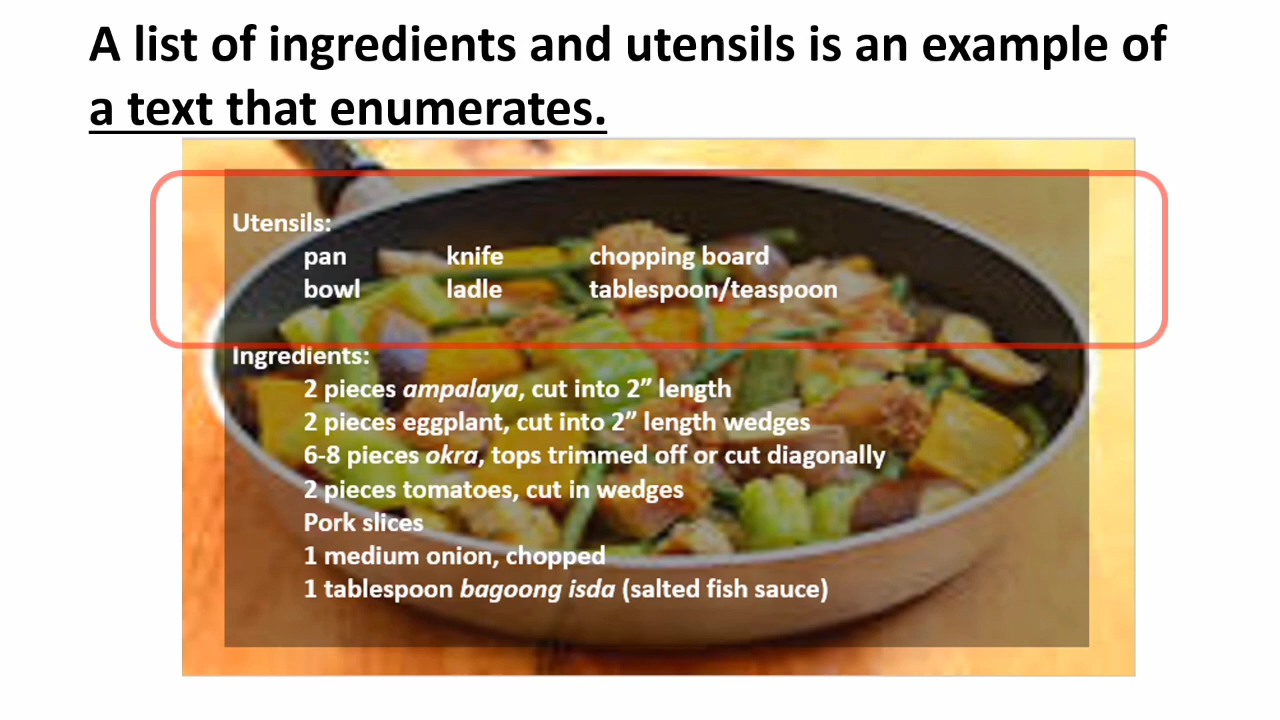 A list of ingredients and utensils is an example of
a text that enumerates.
Utensils:
pan knife chopping board
bowl ladle tablespoon/teaspoon
Ingredients:
2 pieces ampalaya, cut into 2” length
2 pieces eggplant, cut into 2” length wedges
6-8 pieces okra, tops trimmed off or cut diagonally
2 pieces tomatoes, cut in wedges
Pork slices
1 medium onion, chopped
1 tablespoon bagoong isda (salted fish sauce)